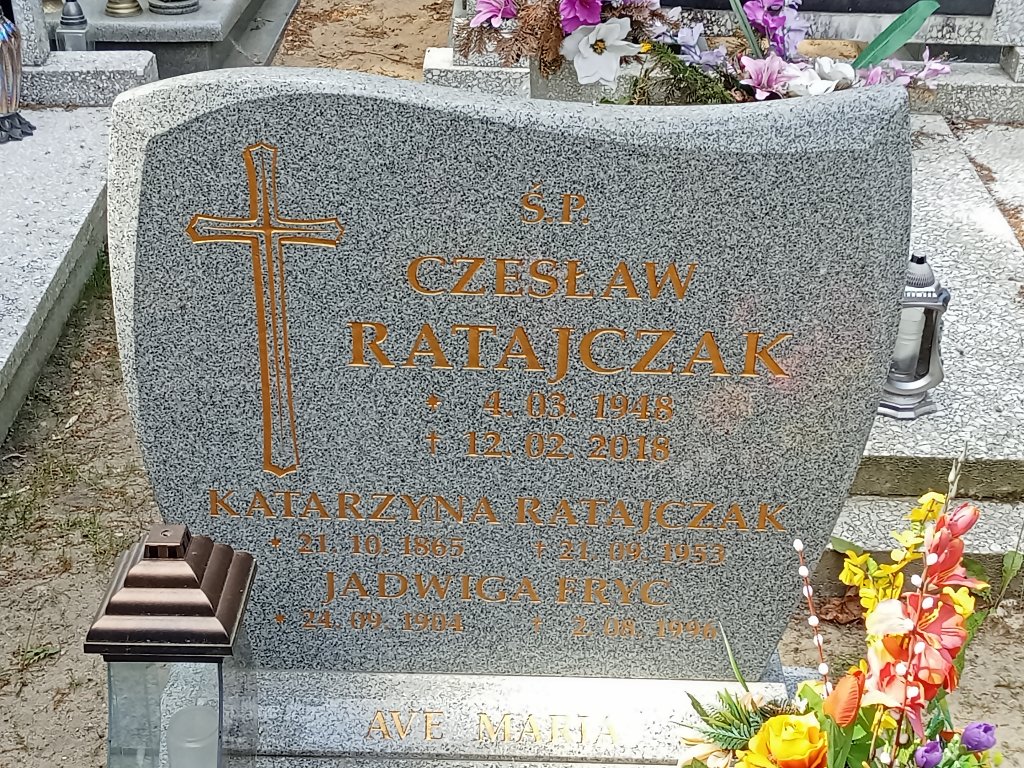 Ś.P.
CZESŁAW
RATAJCZAK
* 4. 03. 1948
† 12. 02. 2018
KATARZYNA RATAJCZAK
* 21. 10. 1865 † 21. 09. 1953
JADWIGA FRYC
* 24. 09. 1904 † 2. 08. 1996
AVE MARIA